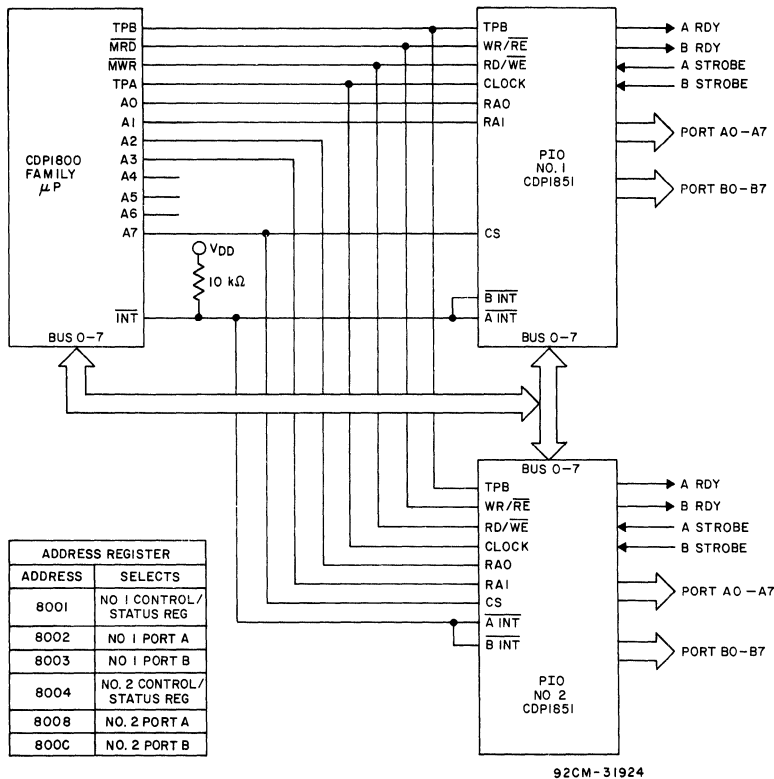 CDP1800
FAMILY
μP
TPB
MRD
MWR
TPA
A0
A1
A2
A3
A4
A5
A6
A7
INT
BUS 0-7
VDD
10 kΩ
TPB
WR/RE
RD/WE
CLOCK
RA0
RA1
CS
B INT
A INT
BUS 0-7
PIO
NO. 1
CDP1851
A RDY
B RDY
A STROBE
B STROBE
PORT A0-A7
PORT B0-B7
BUS 0-7
TPB
WR/RE
RD/WE
CLOCK
RA0
RA1
CS
A INT
B INT
PIO
NO 2
CDP1851
A RDY
B RDY
A STROBE
B STROBE
PORT A0-A7
PORT B0-B7
ADDRESS REGISTER
ADDRESS SELECTS
8001 NO 1 CONTROL/
STATUS REG
8002 NO 1 PORT A
8003 NO 1 PORT B
8004 NO. 2 CONTROL/
STATUS REG
8008 NO. 2 PORT A
800C NO. 2 PORT B
92CM-31924